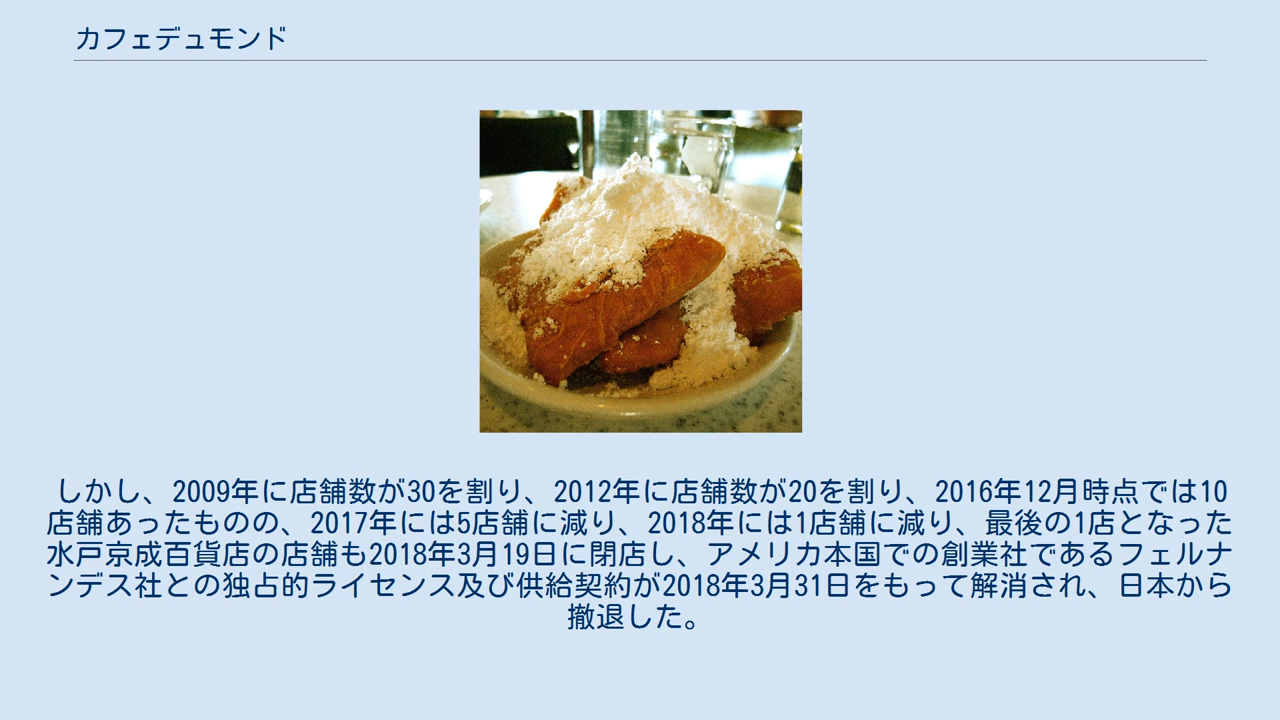 カフェデュモンド
しかし、2009年に店舗数が30を割り、2012年に店舗数が20を割り、2016年12月時点では10
店舗あったものの、2017年には5店舗に減り、2018年には1店舗に減り、最後の1店となった
水戸京成百貨店の店舗も2018年3月19日に閉店し、アメリカ本国での創業社であるフェルナ
ンデス社との独占的ライセンス及び供給契約が2018年3月31日をもって解消され、日本から
撤退した。